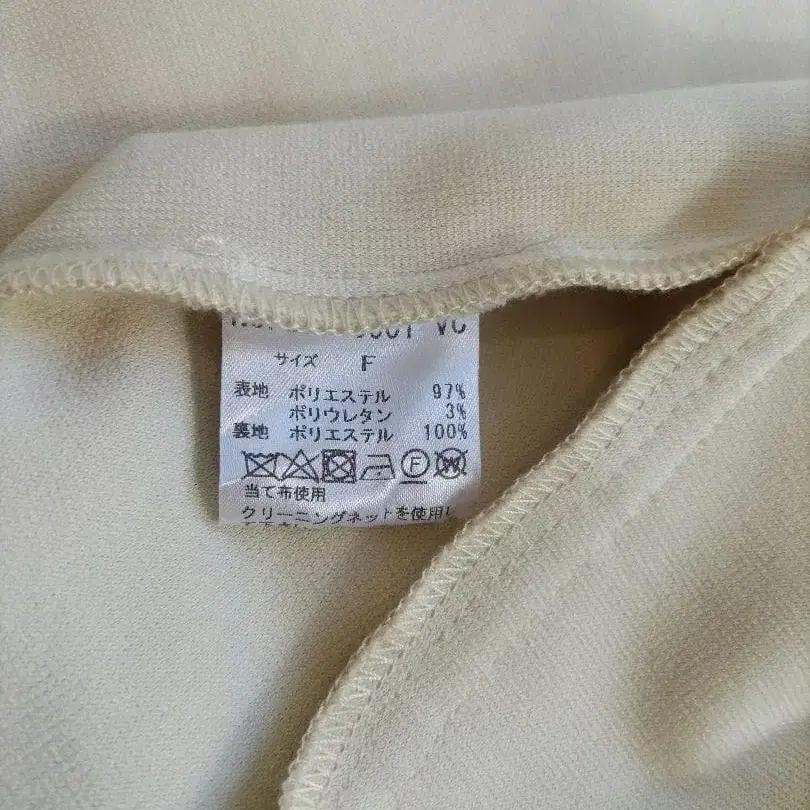 サイズ F
表地 ポリエステル 97%
ポリウレタン 3%
裏地 ポリエステル 100%
F W
当て布使用
クリーニングネットを使用し